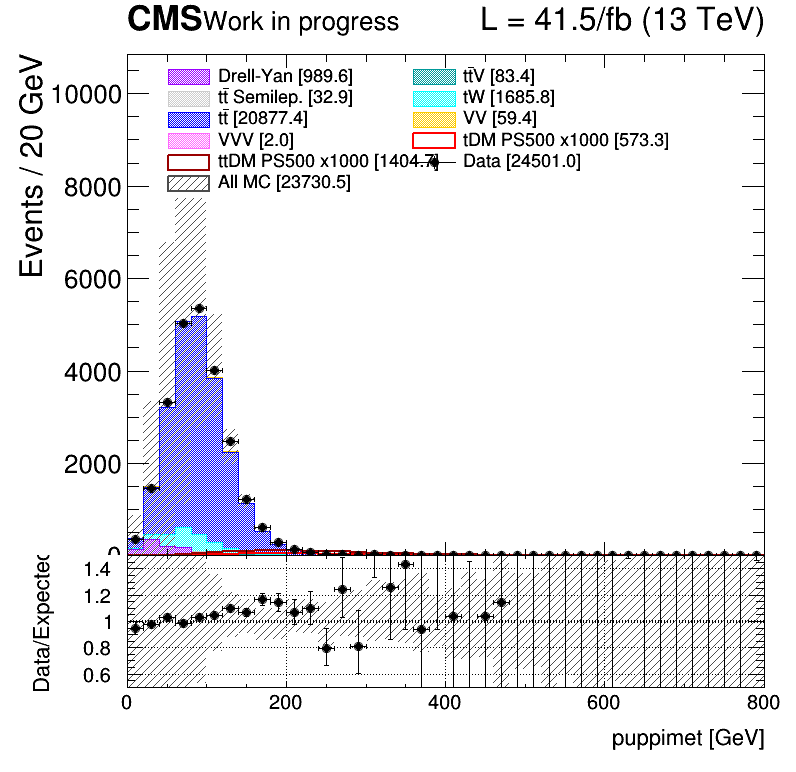 CMS Work in progress L = 41.5/fb (13 TeV)
Events / 20 GeV
Drell-Yan [989.6] tt̄V [83.4]
tt̄ Semilep. [32.9] tW [1685.8]
tt̄ [20877.4] VV [59.4]
VVV [2.0] tDM PS500 x1000 [573.3]
ttDM PS500 x1000 [1404.7] Data [24501.0]
All MC [23730.5]
10000
8000
6000
4000
2000
0
Data/Expected
1.4
1.2
1
0.8
0.6
0 200 400 600 800
puppimet [GeV]